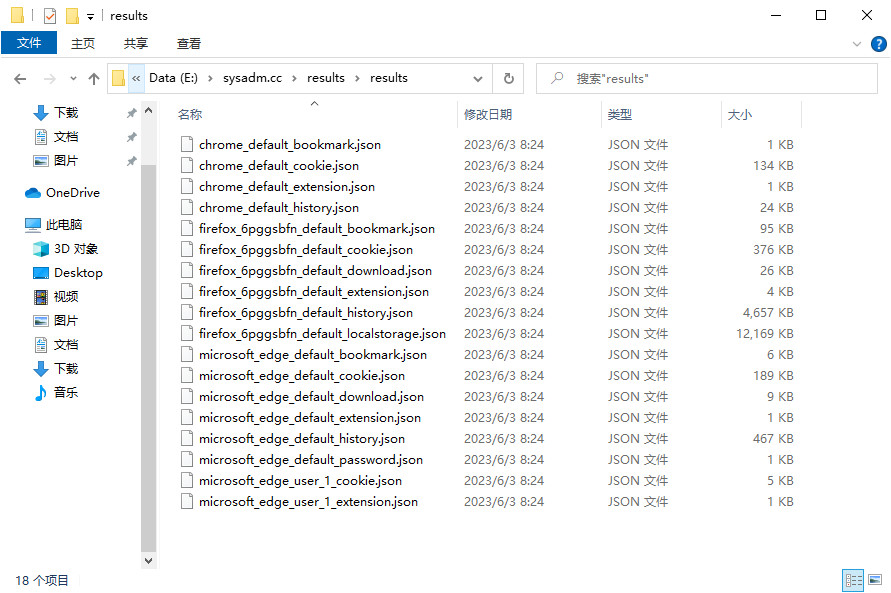 results
文件 主页 共享 查看
« Data (E:) › sysadm.cc › results › results
搜索"results"
下载
文档
图片
OneDrive
此电脑
3D 对象
Desktop
视频
图片
文档
下载
音乐
名称 修改日期 类型 大小
chrome_default_bookmark.json 2023/6/3 8:24 JSON 文件 1 KB
chrome_default_cookie.json 2023/6/3 8:24 JSON 文件 134 KB
chrome_default_extension.json 2023/6/3 8:24 JSON 文件 1 KB
chrome_default_history.json 2023/6/3 8:24 JSON 文件 24 KB
firefox_6pggsbfn_default_bookmark.json 2023/6/3 8:24 JSON 文件 95 KB
firefox_6pggsbfn_default_cookie.json 2023/6/3 8:24 JSON 文件 376 KB
firefox_6pggsbfn_default_download.json 2023/6/3 8:24 JSON 文件 26 KB
firefox_6pggsbfn_default_extension.json 2023/6/3 8:24 JSON 文件 4 KB
firefox_6pggsbfn_default_history.json 2023/6/3 8:24 JSON 文件 4,657 KB
firefox_6pggsbfn_default_localstorage.json 2023/6/3 8:24 JSON 文件 12,169 KB
microsoft_edge_default_bookmark.json 2023/6/3 8:24 JSON 文件 6 KB
microsoft_edge_default_cookie.json 2023/6/3 8:24 JSON 文件 189 KB
microsoft_edge_default_download.json 2023/6/3 8:24 JSON 文件 9 KB
microsoft_edge_default_extension.json 2023/6/3 8:24 JSON 文件 1 KB
microsoft_edge_default_history.json 2023/6/3 8:24 JSON 文件 467 KB
microsoft_edge_default_password.json 2023/6/3 8:24 JSON 文件 1 KB
microsoft_edge_user_1_cookie.json 2023/6/3 8:24 JSON 文件 5 KB
microsoft_edge_user_1_extension.json 2023/6/3 8:24 JSON 文件 1 KB
18 个项目